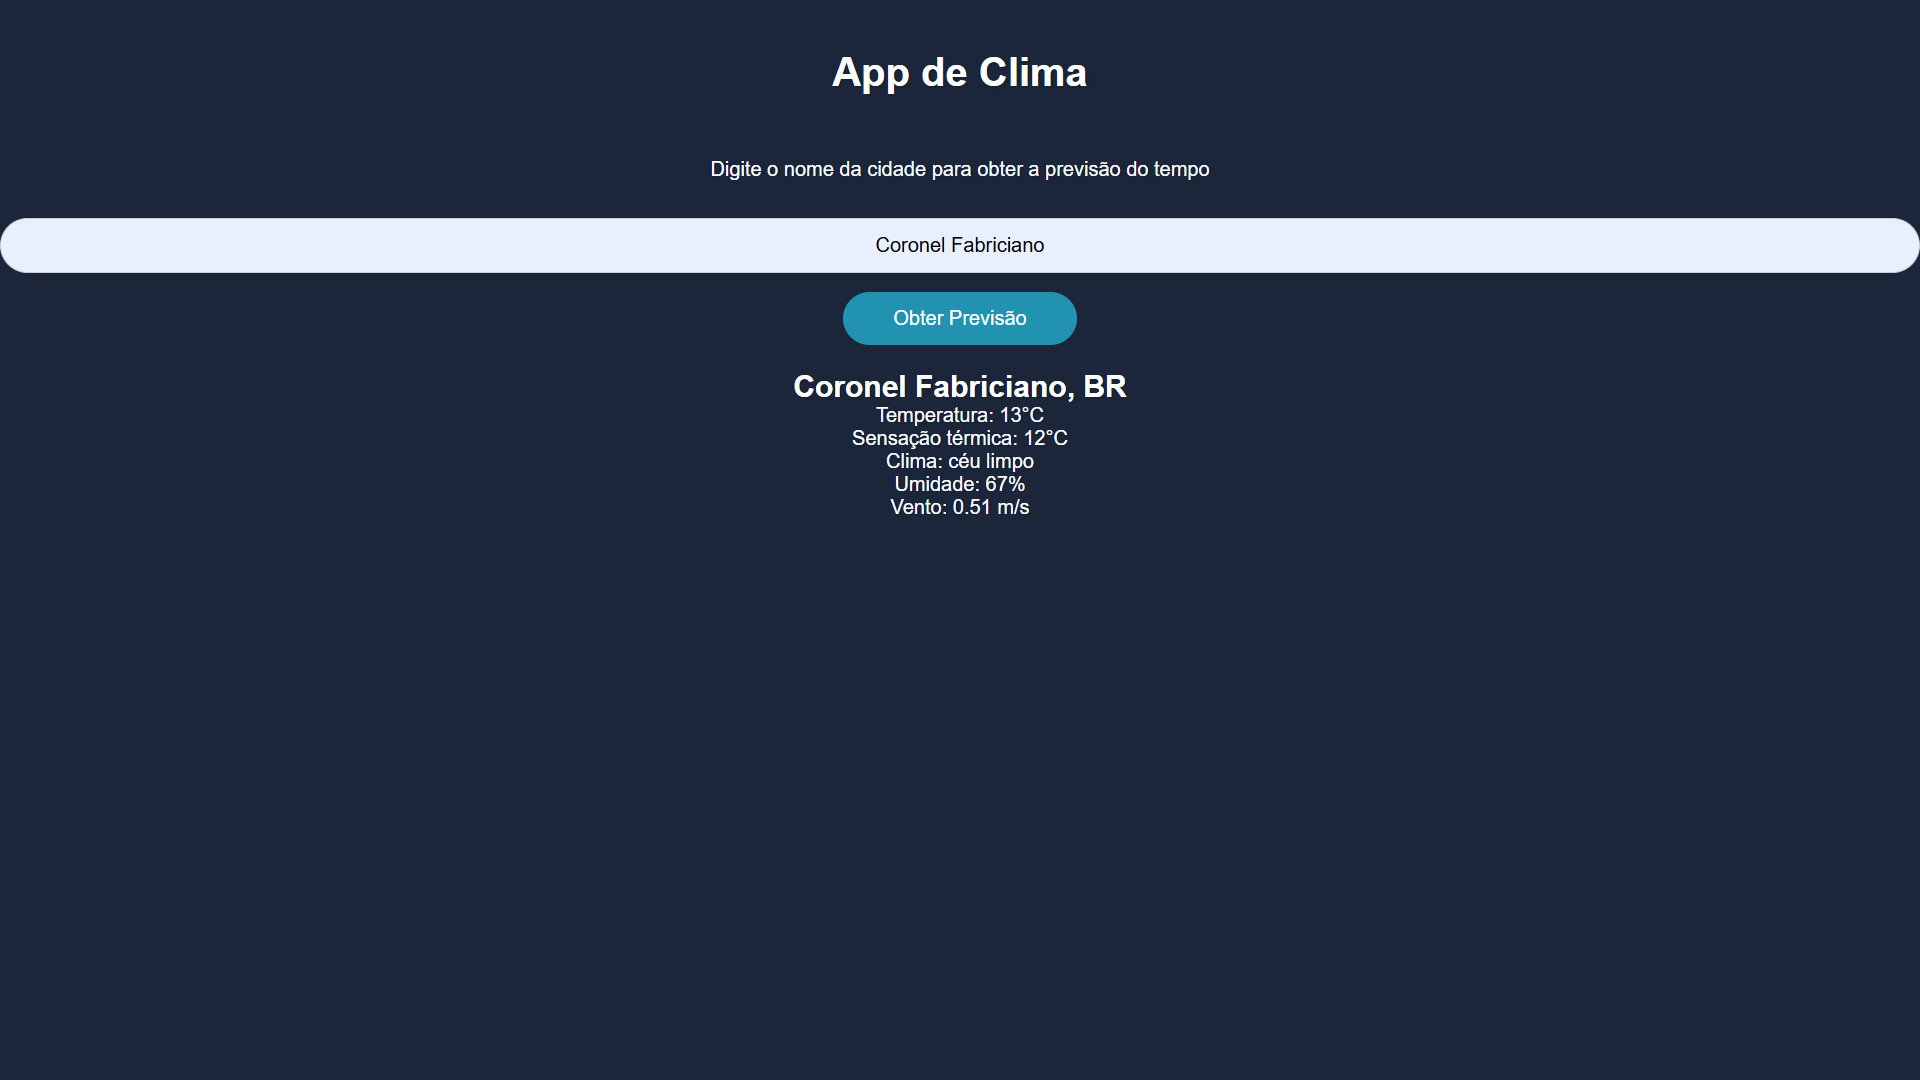 App de Clima
Digite o nome da cidade para obter a previsão do tempo
Coronel Fabriciano
Obter Previsão
Coronel Fabriciano, BR
Temperatura: 13°C
Sensação térmica: 12°C
Clima: céu limpo
Umidade: 67%
Vento: 0.51 m/s